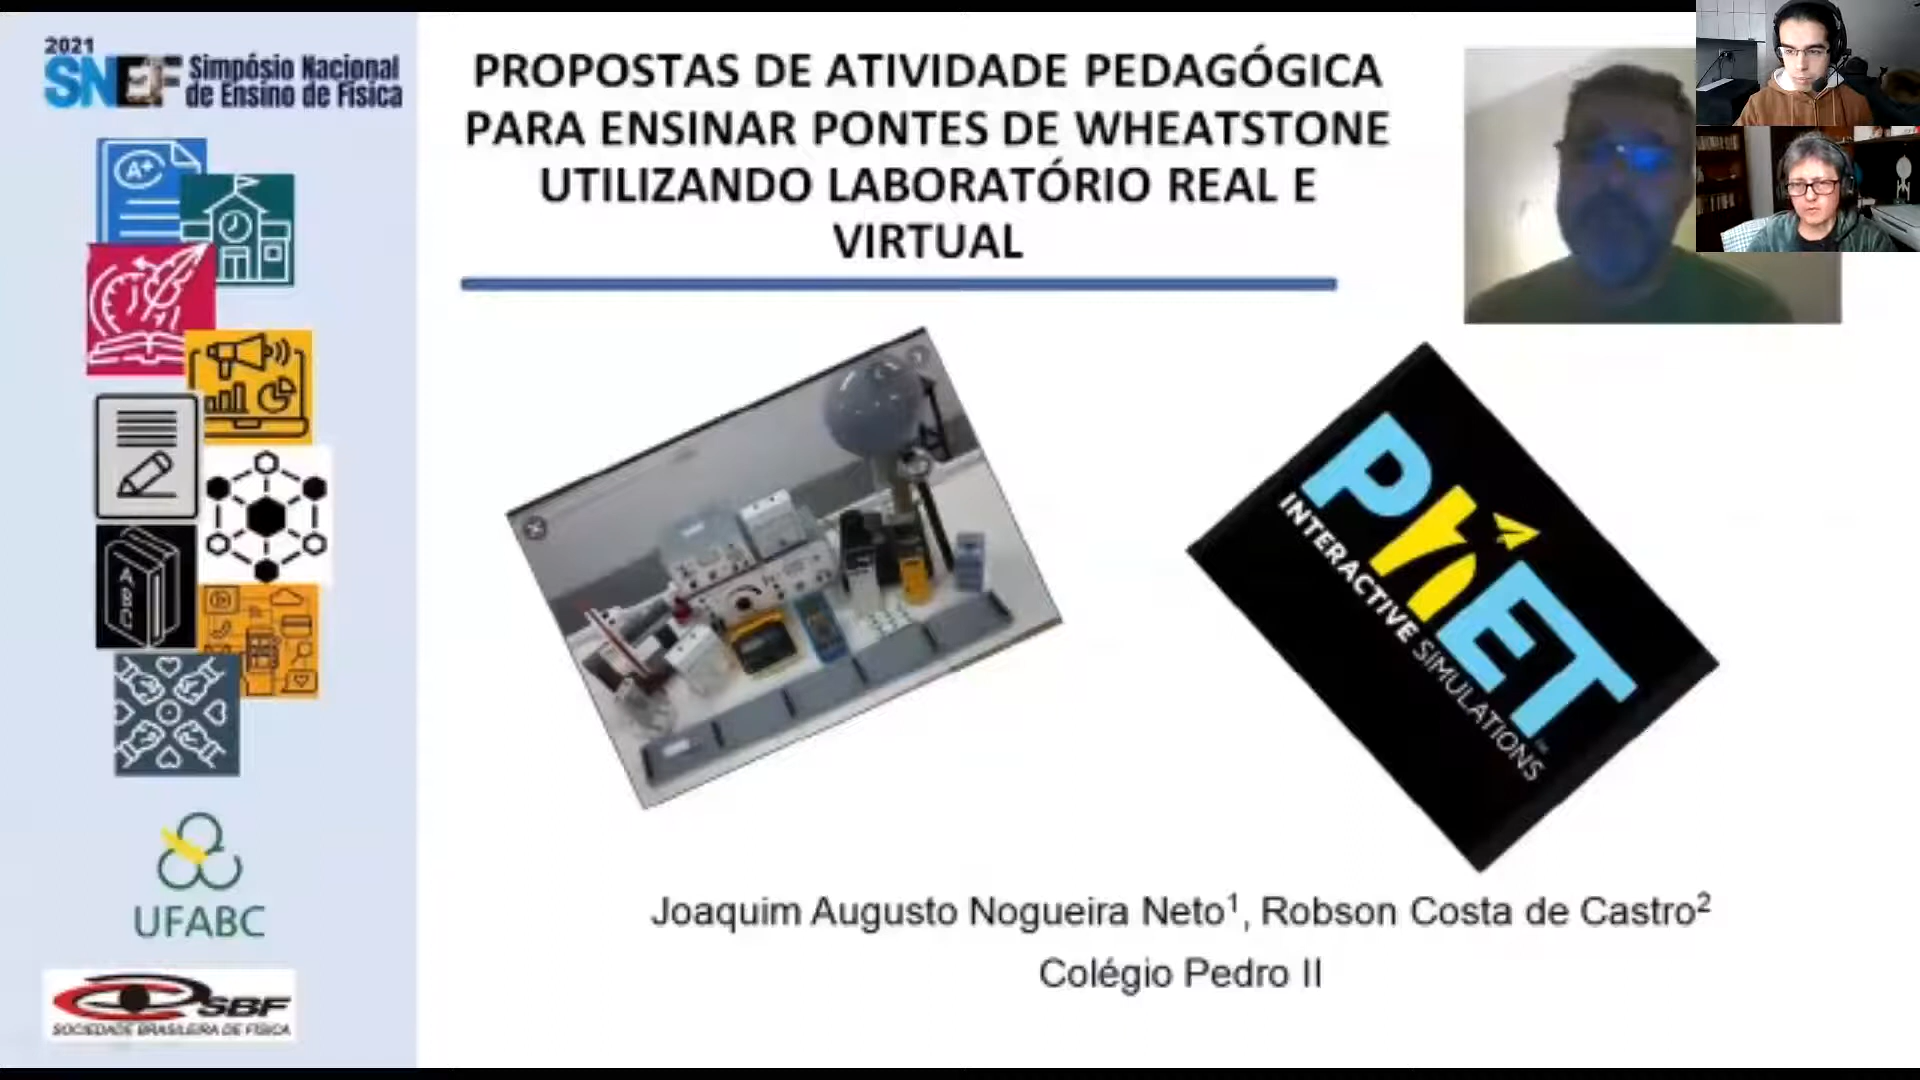 2021
SNEF Simpósio Nacional
de Ensino de Física
PROPOSTAS DE ATIVIDADE PEDAGÓGICA
PARA ENSINAR PONTES DE WHEATSTONE
UTILIZANDO LABORATÓRIO REAL E
VIRTUAL
A+
A
B
C
PhET
INTERACTIVE SIMULATIONS
UFABC
SBF
SOCIEDADE BRASILEIRA DE FÍSICA
Joaquim Augusto Nogueira Neto¹, Robson Costa de Castro²
Colégio Pedro II